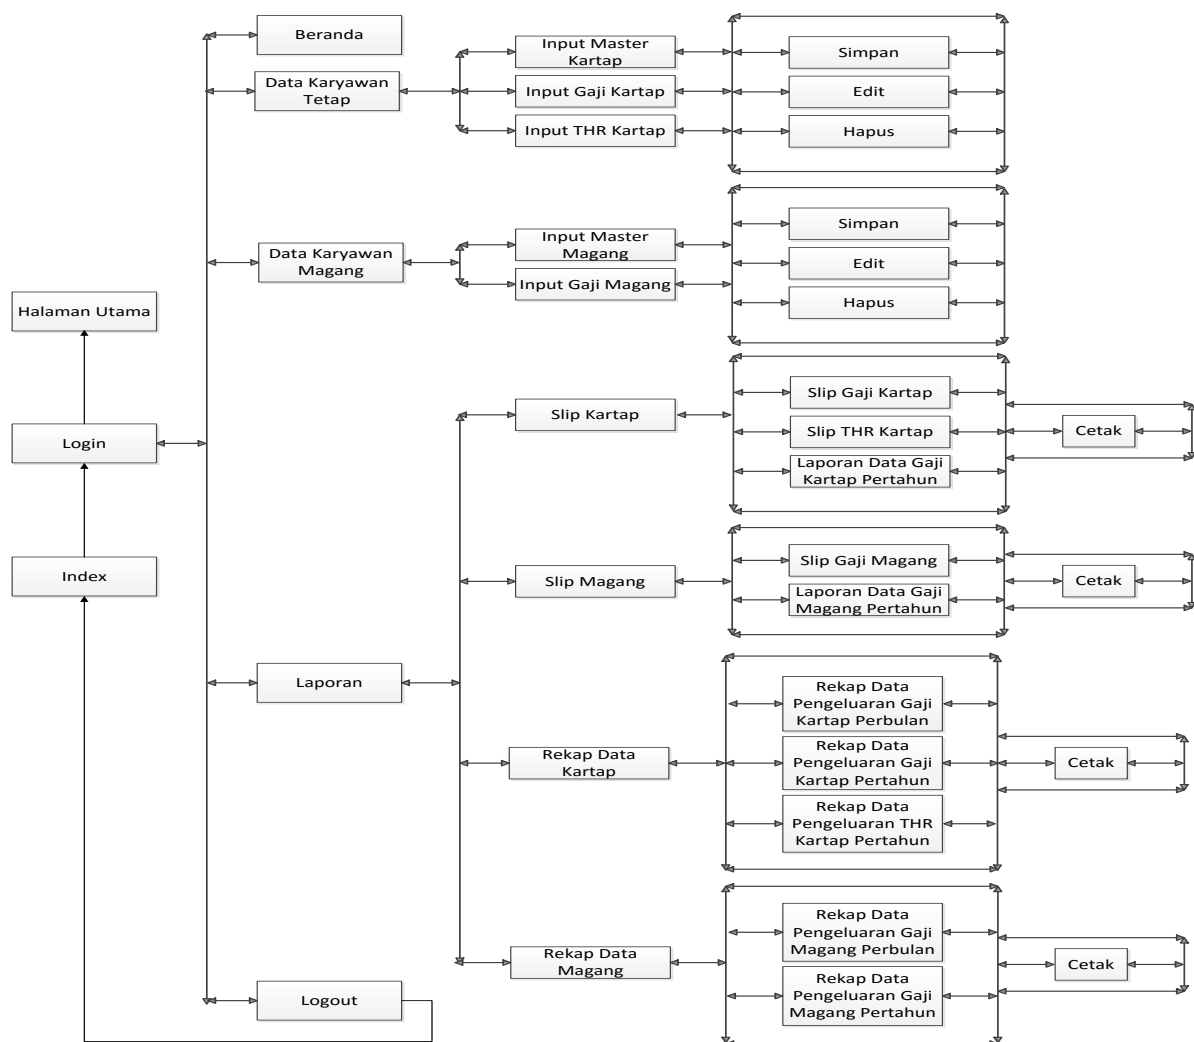 Beranda
Data Karyawan
Tetap
Input Master
Kartap
Input Gaji Kartap
Input THR Kartap
Simpan
Edit
Hapus
Data Karyawan
Magang
Input Master
Magang
Input Gaji Magang
Simpan
Edit
Hapus
Halaman Utama
Login
Index
Slip Kartap
Slip Gaji Kartap
Slip THR Kartap
Laporan Data Gaji
Kartap Pertahun
Cetak
Slip Magang
Slip Gaji Magang
Laporan Data Gaji
Magang Pertahun
Cetak
Laporan
Rekap Data
Kartap
Rekap Data
Pengeluaran Gaji
Kartap Perbulan
Rekap Data
Pengeluaran Gaji
Kartap Pertahun
Rekap Data
Pengeluaran THR
Kartap Pertahun
Cetak
Rekap Data
Magang
Rekap Data
Pengeluaran Gaji
Magang Perbulan
Rekap Data
Pengeluaran Gaji
Magang Pertahun
Cetak
Logout